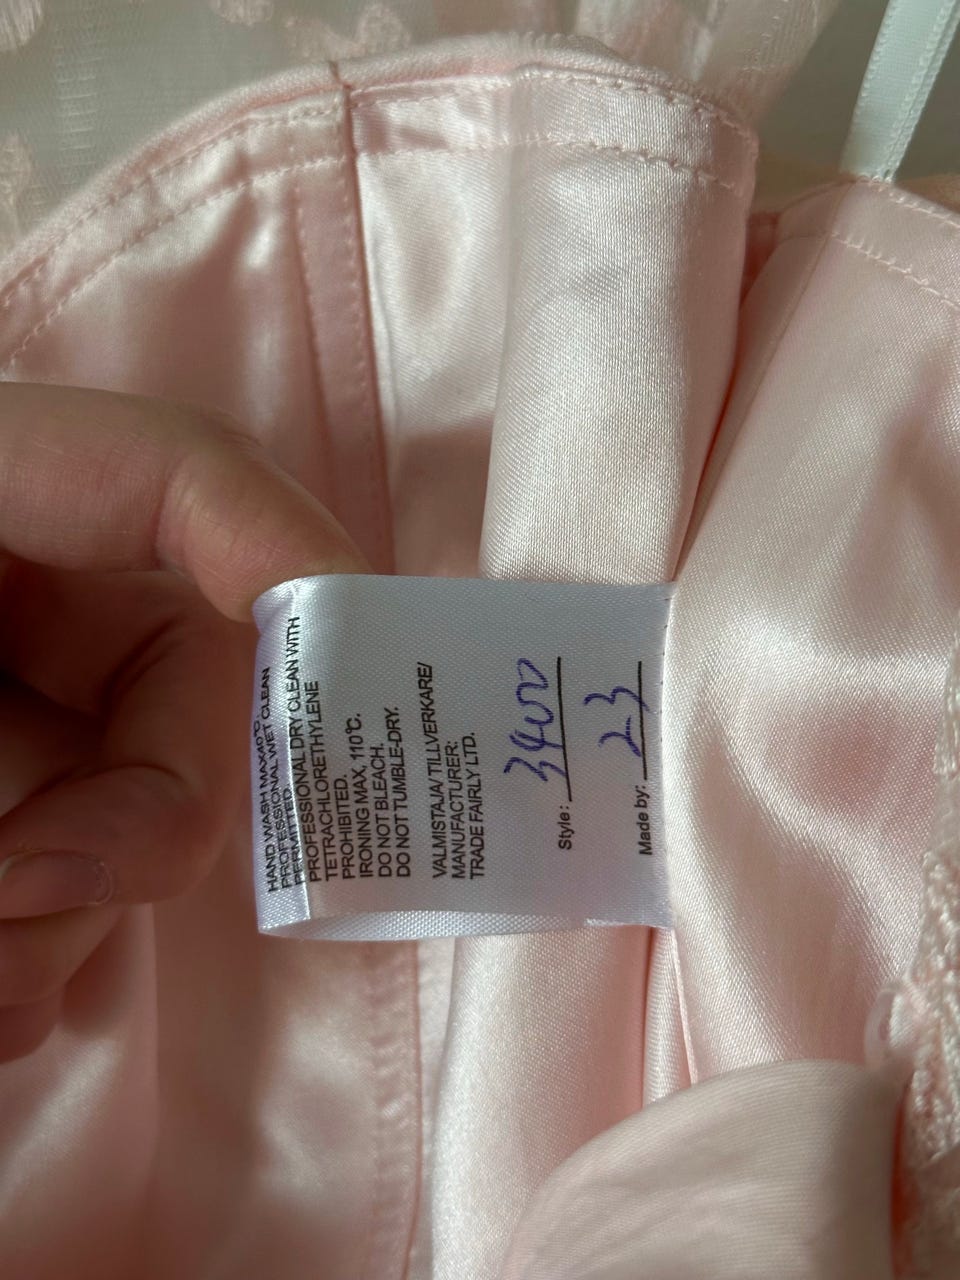 HAND WASH MAX40℃.
PROFESSIONAL WET CLEAN
PERMITTED.
PROFESSIONAL DRY CLEAN WITH
TETRACHLORETHYLENE
PROHIBITED.
IRONING MAX, 110℃.
DO NOT BLEACH.
DO NOT TUMBLE-DRY.
VALMISTAJA/TILLVERKARE/
MANUFACTURER:
TRADE FAIRLY LTD.
Style: 3400
Made by: 23